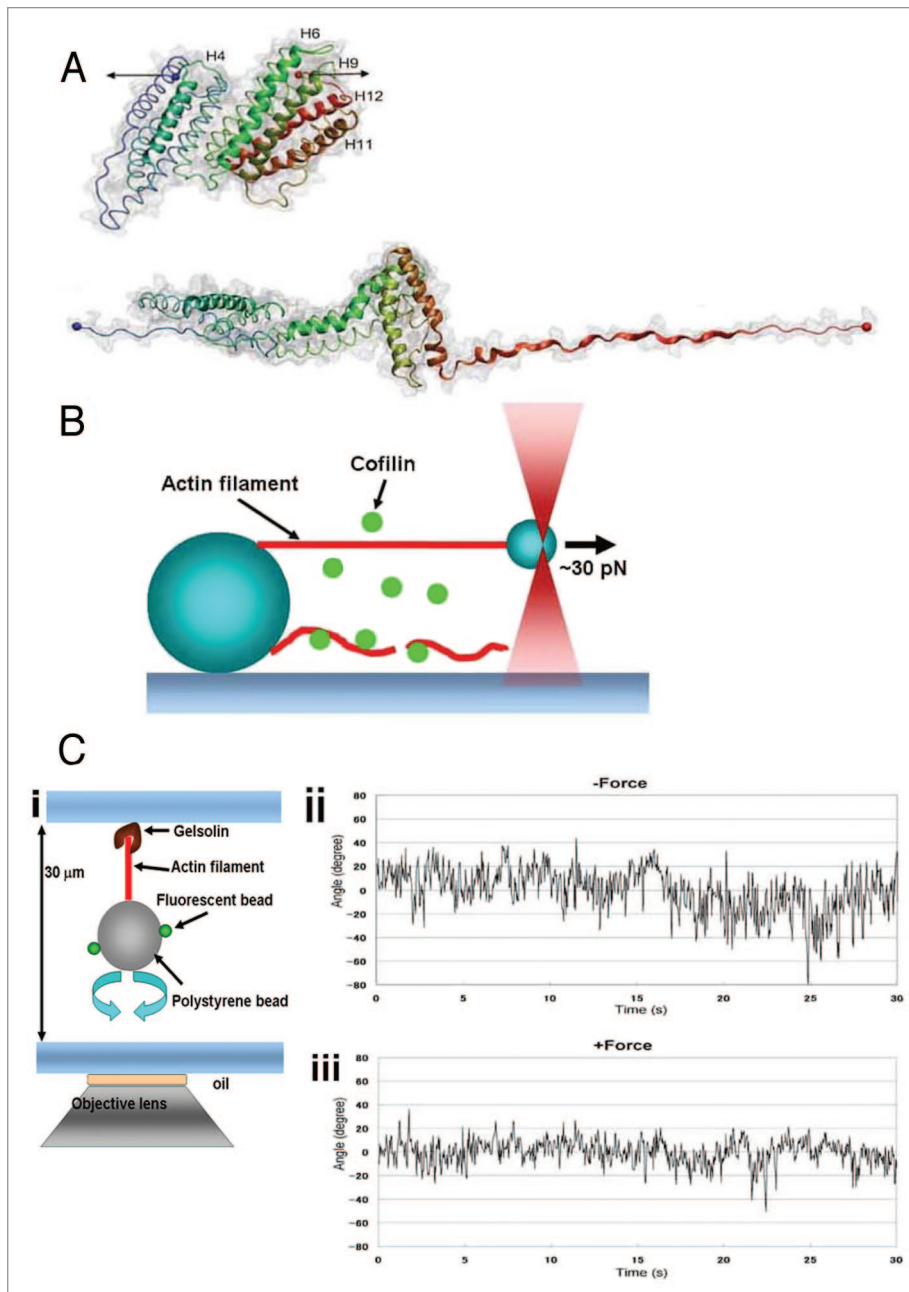 A
H4
H6
H9
H12
H11
B
Cofilin
Actin filament
~30 pN
C
i
Gelsolin
Actin filament
30 μm
Fluorescent bead
Polystyrene bead
oil
Objective lens
ii
-Force
Angle (degree)
80
60
40
20
0
−20
−40
−60
−80
0
5
10
15
20
25
30
Time (s)
iii
+Force
Angle (degree)
80
60
40
20
0
−20
−40
−60
−80
0
5
10
15
20
25
30
Time (s)